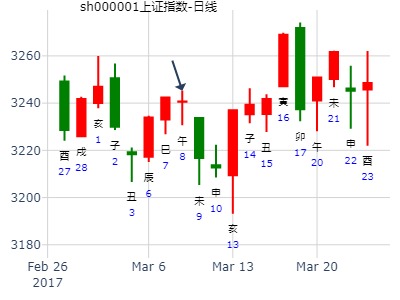 sh000001上证指数-日线
3260
3240
3220
3200
3180
酉
27
戌
28
亥
1
子
2
丑
3
辰
6
巳
7
午
8
未
9
申
10
亥
13
子
14
丑
15
寅
16
卯
17
午
20
未
21
申
22
酉
23
Feb 26
2017
Mar 6
Mar 13
Mar 20